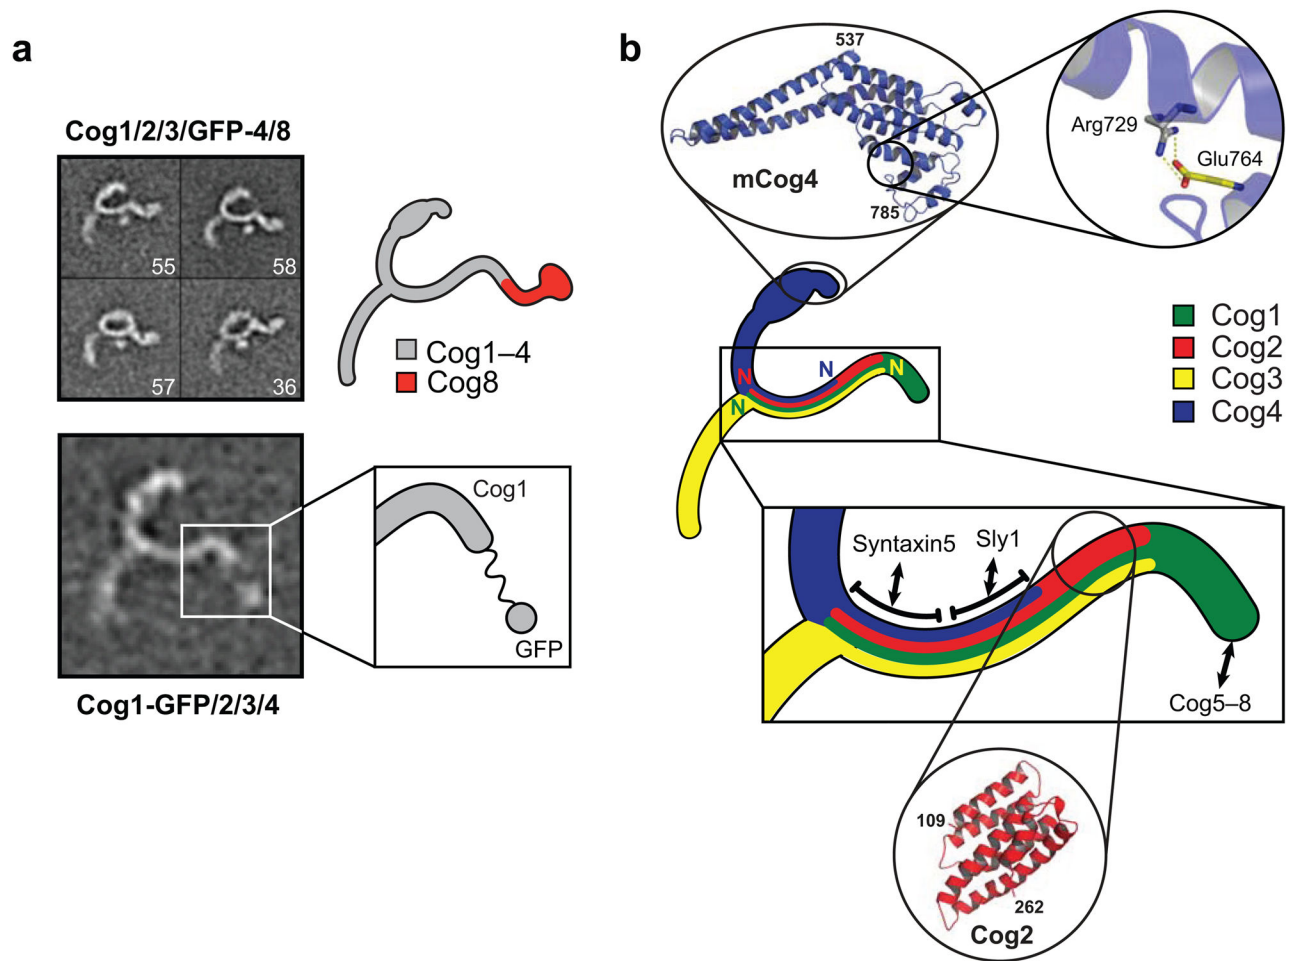 a
Cog1/2/3/GFP-4/8
55
58
57
36
Cog1–4
Cog8
Cog1
GFP
Cog1-GFP/2/3/4
b
537
mCog4
785
Arg729
Glu764
Cog1
Cog2
Cog3
Cog4
N
N
N
N
Syntaxin5
Sly1
Cog5–8
109
262
Cog2